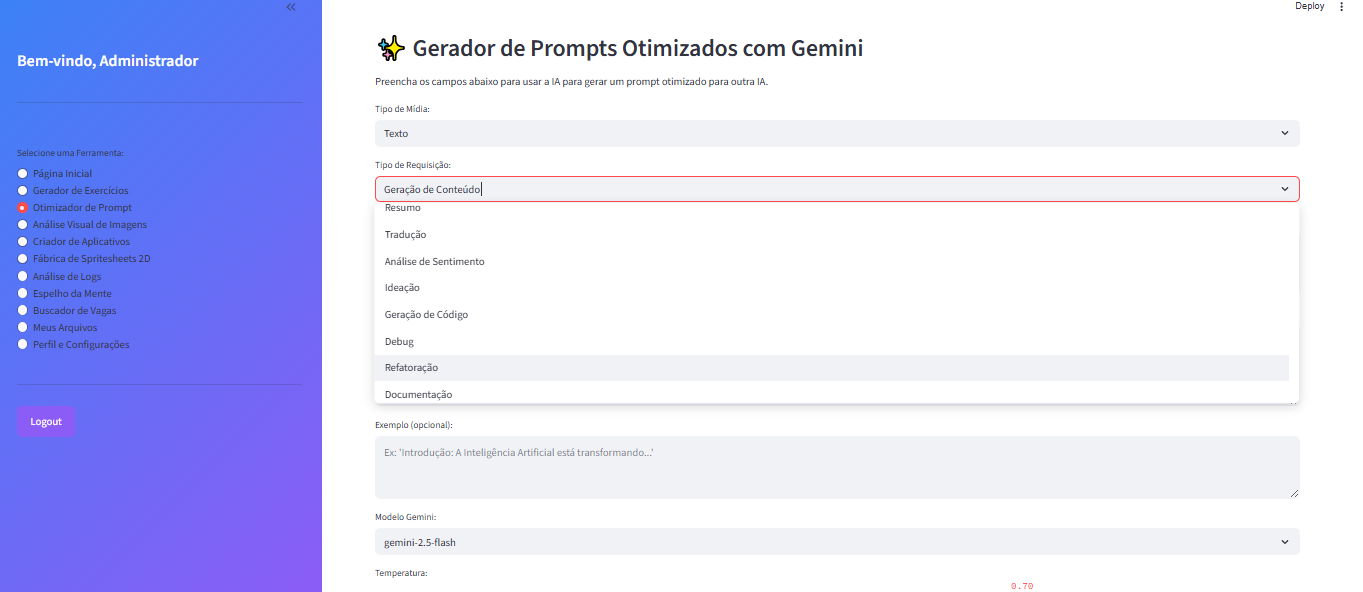 Deploy
Bem-vindo, Administrador
Selecione uma Ferramenta:
Página Inicial
Gerador de Exercícios
Otimizador de Prompt
Análise Visual de Imagens
Criador de Aplicativos
Fábrica de Spritesheets 2D
Análise de Logs
Espelho da Mente
Buscador de Vagas
Meus Arquivos
Perfil e Configurações
Logout
Gerador de Prompts Otimizados com Gemini
Preencha os campos abaixo para usar a IA para gerar um prompt otimizado para outra IA.
Tipo de Mídia:
Texto
Tipo de Requisição:
Geração de Conteúdo
Resumo
Tradução
Análise de Sentimento
Ideação
Geração de Código
Debug
Refatoração
Documentação
Exemplo (opcional):
Ex: 'Introdução: A Inteligência Artificial está transformando...'
Modelo Gemini:
gemini-2.5-flash
Temperatura:
0.70